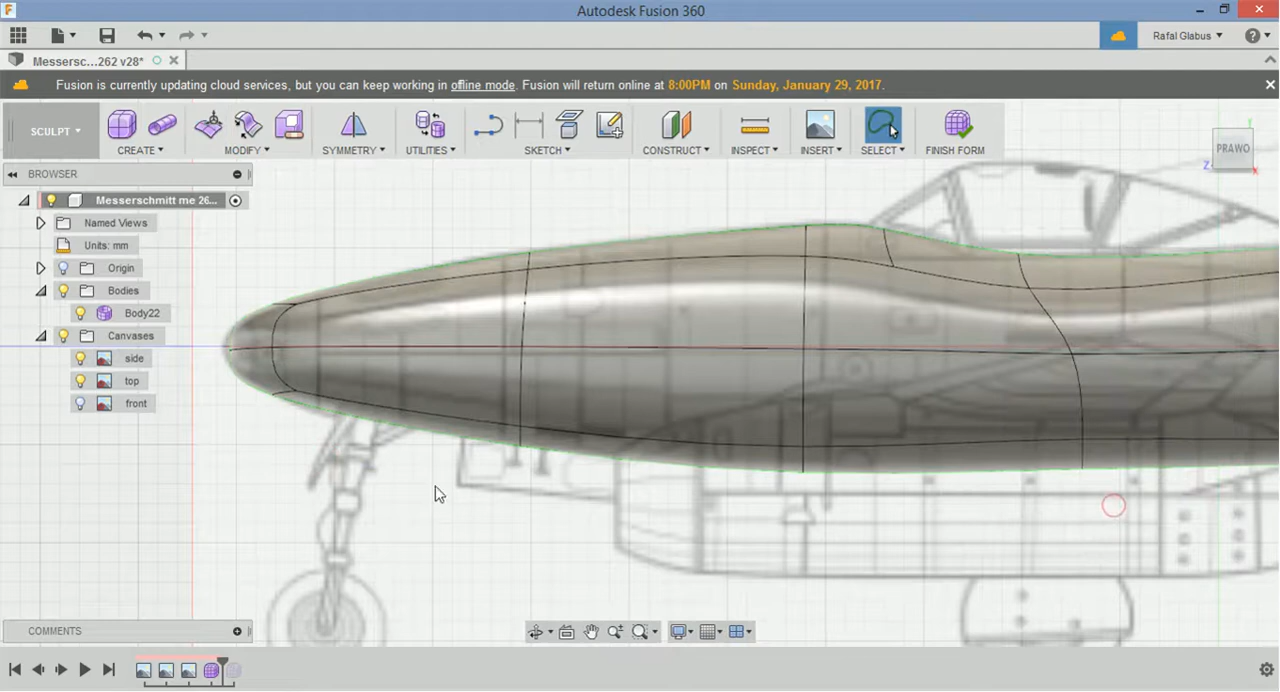 Autodesk Fusion 360
Rafal Glabus
Messersc...262 v28*
Fusion is currently updating cloud services, but you can keep working in offline mode. Fusion will return online at 8:00PM on Sunday, January 29, 2017.
SCULPT
CREATE MODIFY SYMMETRY UTILITIES SKETCH CONSTRUCT INSPECT INSERT SELECT FINISH FORM
BROWSER
PRAWO
Y
Z
X
Messerschmitt me 26...
Named Views
Units: mm
Origin
Bodies
Body22
Canvases
side
top
front
COMMENTS